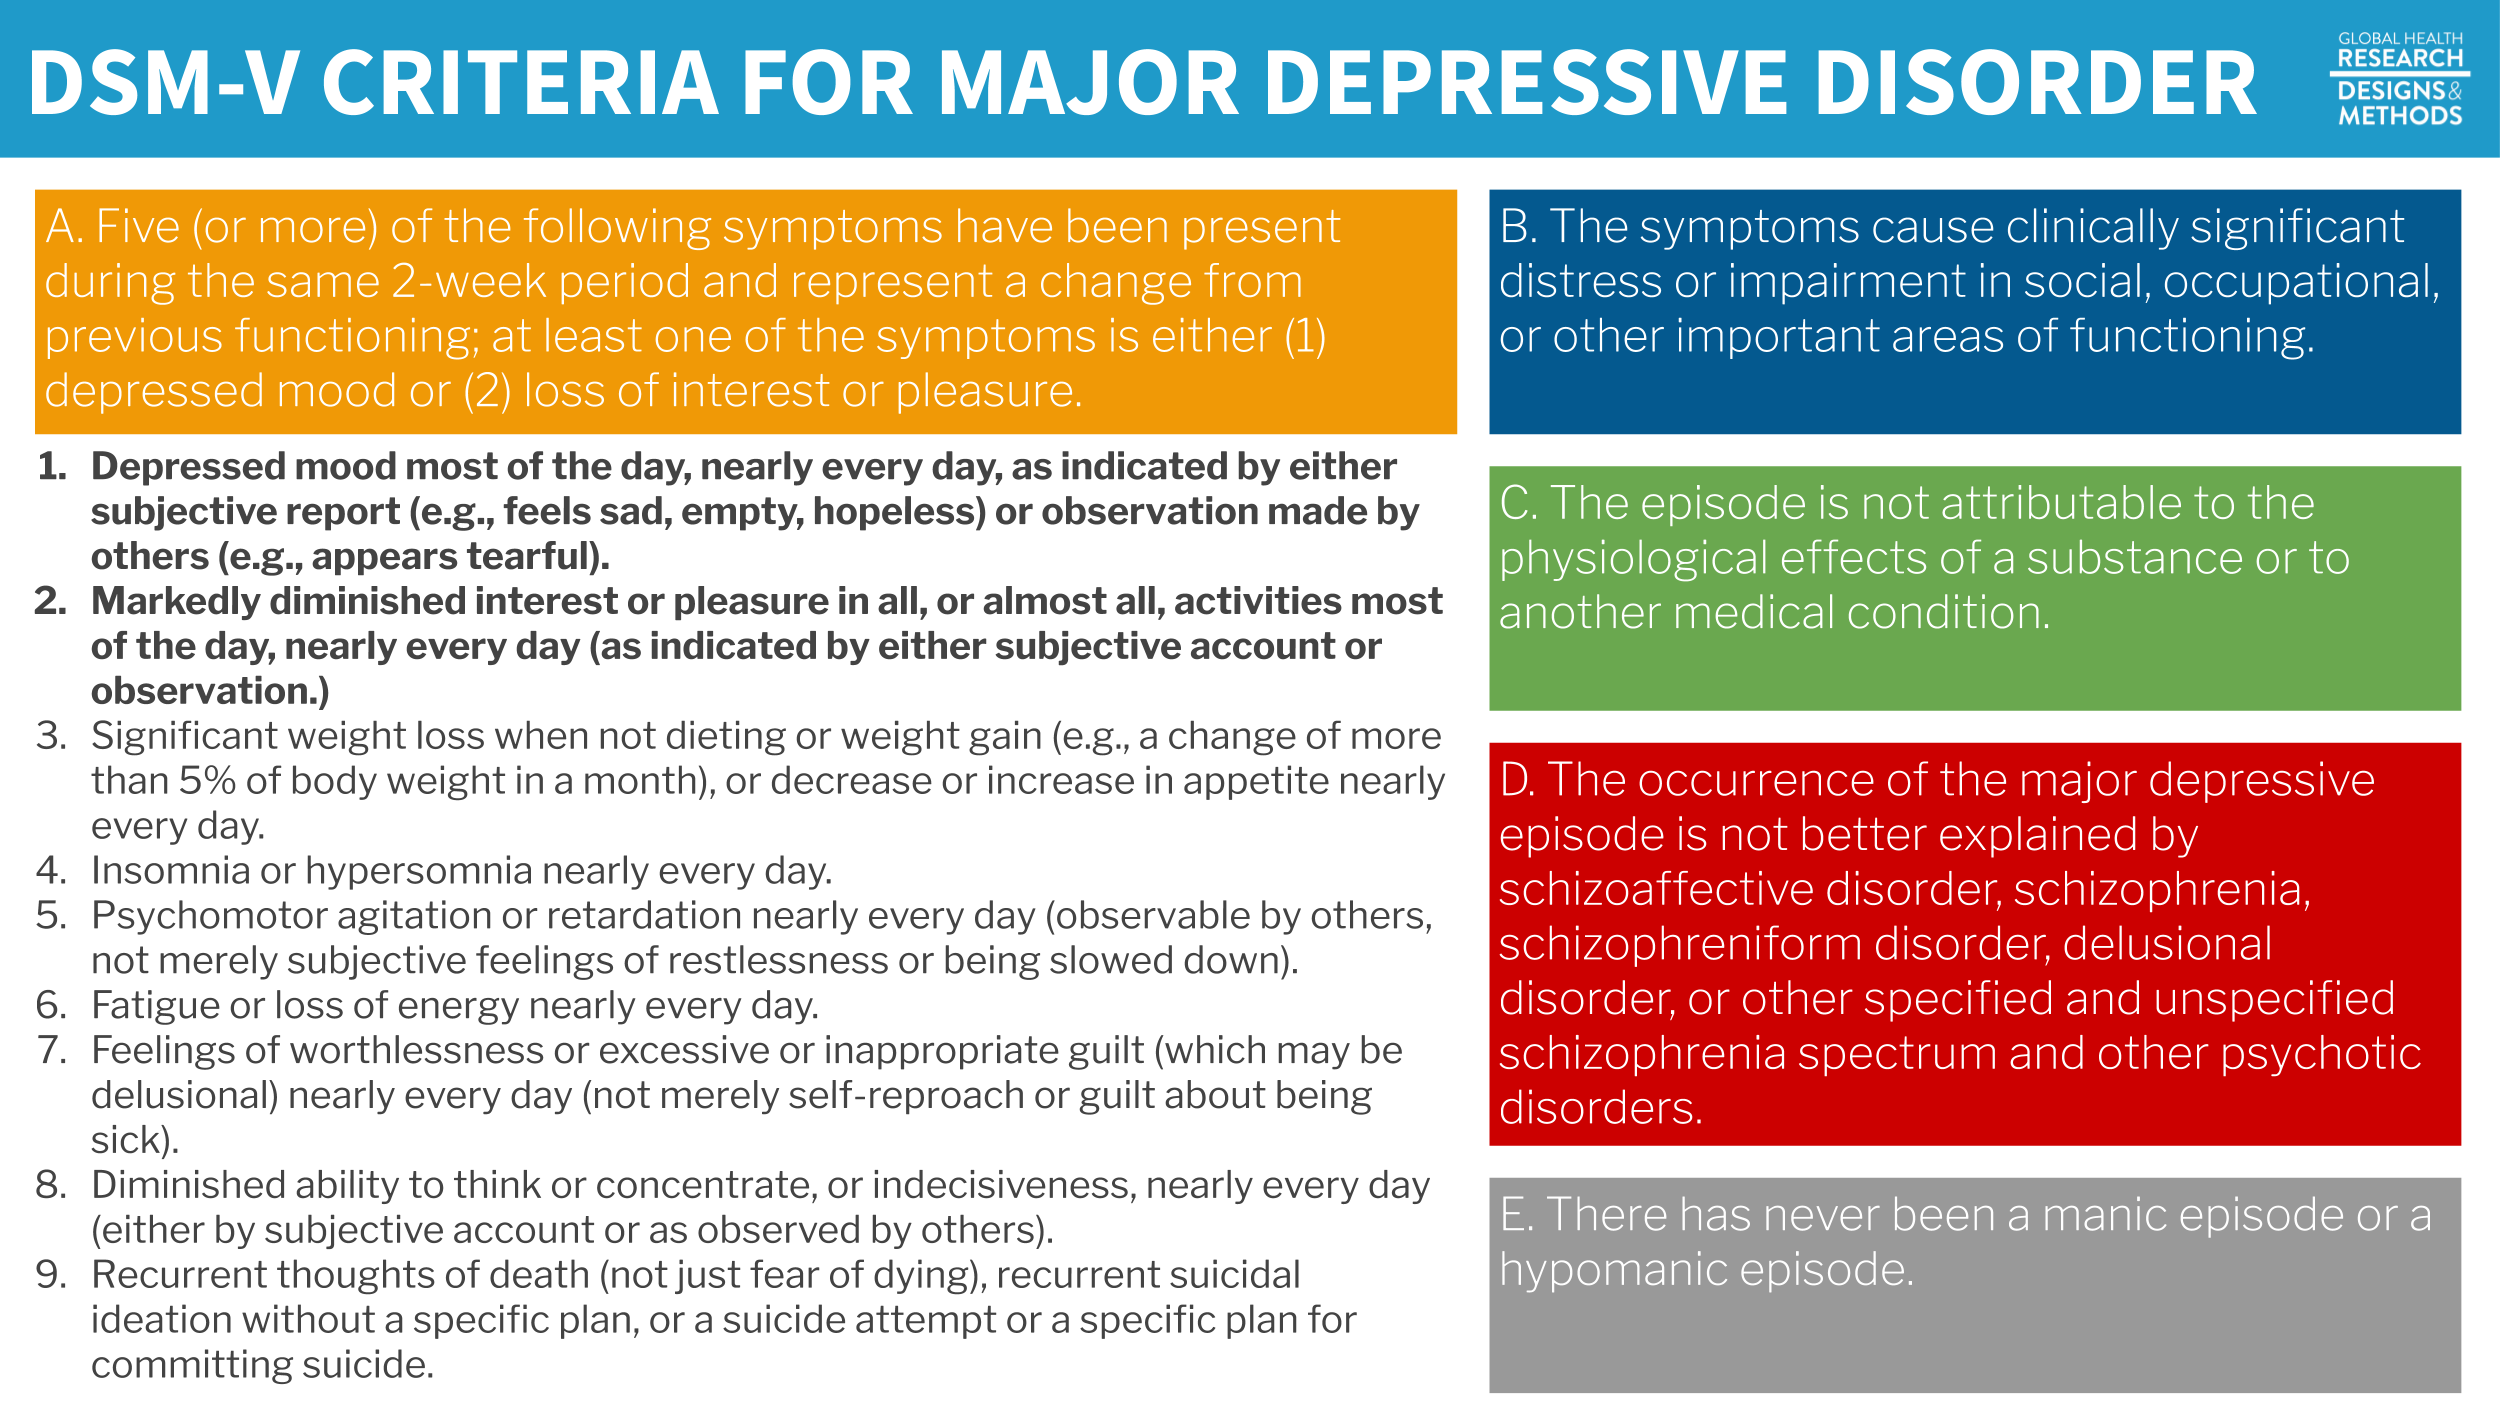 DSM-V CRITERIA FOR MAJOR DEPRESSIVE DISORDER
GLOBAL HEALTH
RESEARCH
DESIGNS&
METHODS
A. Five (or more) of the following symptoms have been present
during the same 2-week period and represent a change from
previous functioning; at least one of the symptoms is either (1)
depressed mood or (2) loss of interest or pleasure.
1. Depressed mood most of the day, nearly every day, as indicated by either
subjective report (e.g., feels sad, empty, hopeless) or observation made by
others (e.g., appears tearful).
2. Markedly diminished interest or pleasure in all, or almost all, activities most
of the day, nearly every day (as indicated by either subjective account or
observation.)
3. Significant weight loss when not dieting or weight gain (e.g., a change of more
than 5% of body weight in a month), or decrease or increase in appetite nearly
every day.
4. Insomnia or hypersomnia nearly every day.
5. Psychomotor agitation or retardation nearly every day (observable by others,
not merely subjective feelings of restlessness or being slowed down).
6. Fatigue or loss of energy nearly every day.
7. Feelings of worthlessness or excessive or inappropriate guilt (which may be
delusional) nearly every day (not merely self-reproach or guilt about being
sick).
8. Diminished ability to think or concentrate, or indecisiveness, nearly every day
(either by subjective account or as observed by others).
9. Recurrent thoughts of death (not just fear of dying), recurrent suicidal
ideation without a specific plan, or a suicide attempt or a specific plan for
committing suicide.
B. The symptoms cause clinically significant
distress or impairment in social, occupational,
or other important areas of functioning.
C. The episode is not attributable to the
physiological effects of a substance or to
another medical condition.
D. The occurrence of the major depressive
episode is not better explained by
schizoaffective disorder, schizophrenia,
schizophreniform disorder, delusional
disorder, or other specified and unspecified
schizophrenia spectrum and other psychotic
disorders.
E. There has never been a manic episode or a
hypomanic episode.